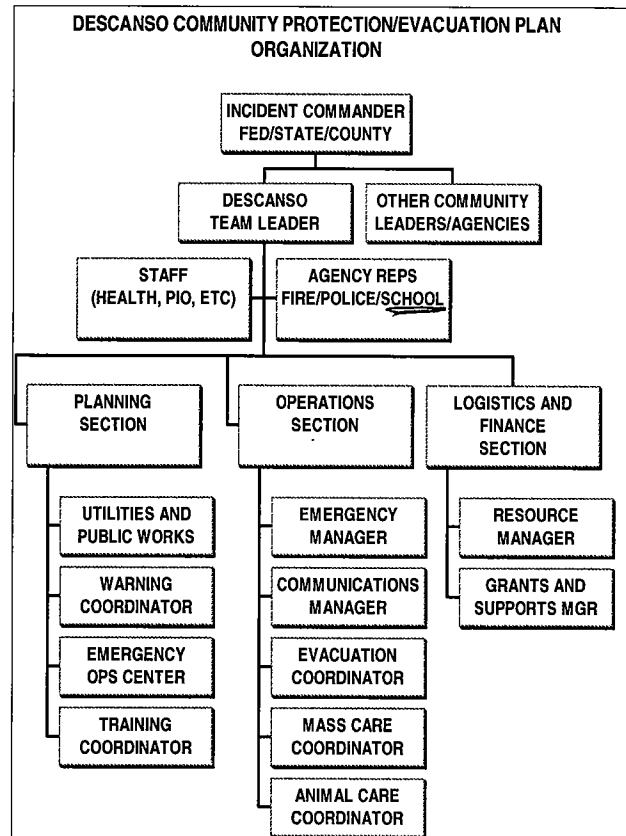 DESCANSO COMMUNITY PROTECTION/EVACUATION PLAN
ORGANIZATION
INCIDENT COMMANDER
FED/STATE/COUNTY
DESCANSO
TEAM LEADER
OTHER COMMUNITY
LEADERS/AGENCIES
STAFF
(HEALTH, PIO, ETC)
AGENCY REPS
FIRE/POLICE/SCHOOL
PLANNING
SECTION
OPERATIONS
SECTION
LOGISTICS AND
FINANCE
SECTION
UTILITIES AND
PUBLIC WORKS
WARNING
COORDINATOR
EMERGENCY
OPS CENTER
TRAINING
COORDINATOR
EMERGENCY
MANAGER
COMMUNICATIONS
MANAGER
EVACUATION
COORDINATOR
MASS CARE
COORDINATOR
ANIMAL CARE
COORDINATOR
RESOURCE
MANAGER
GRANTS AND
SUPPORTS MGR